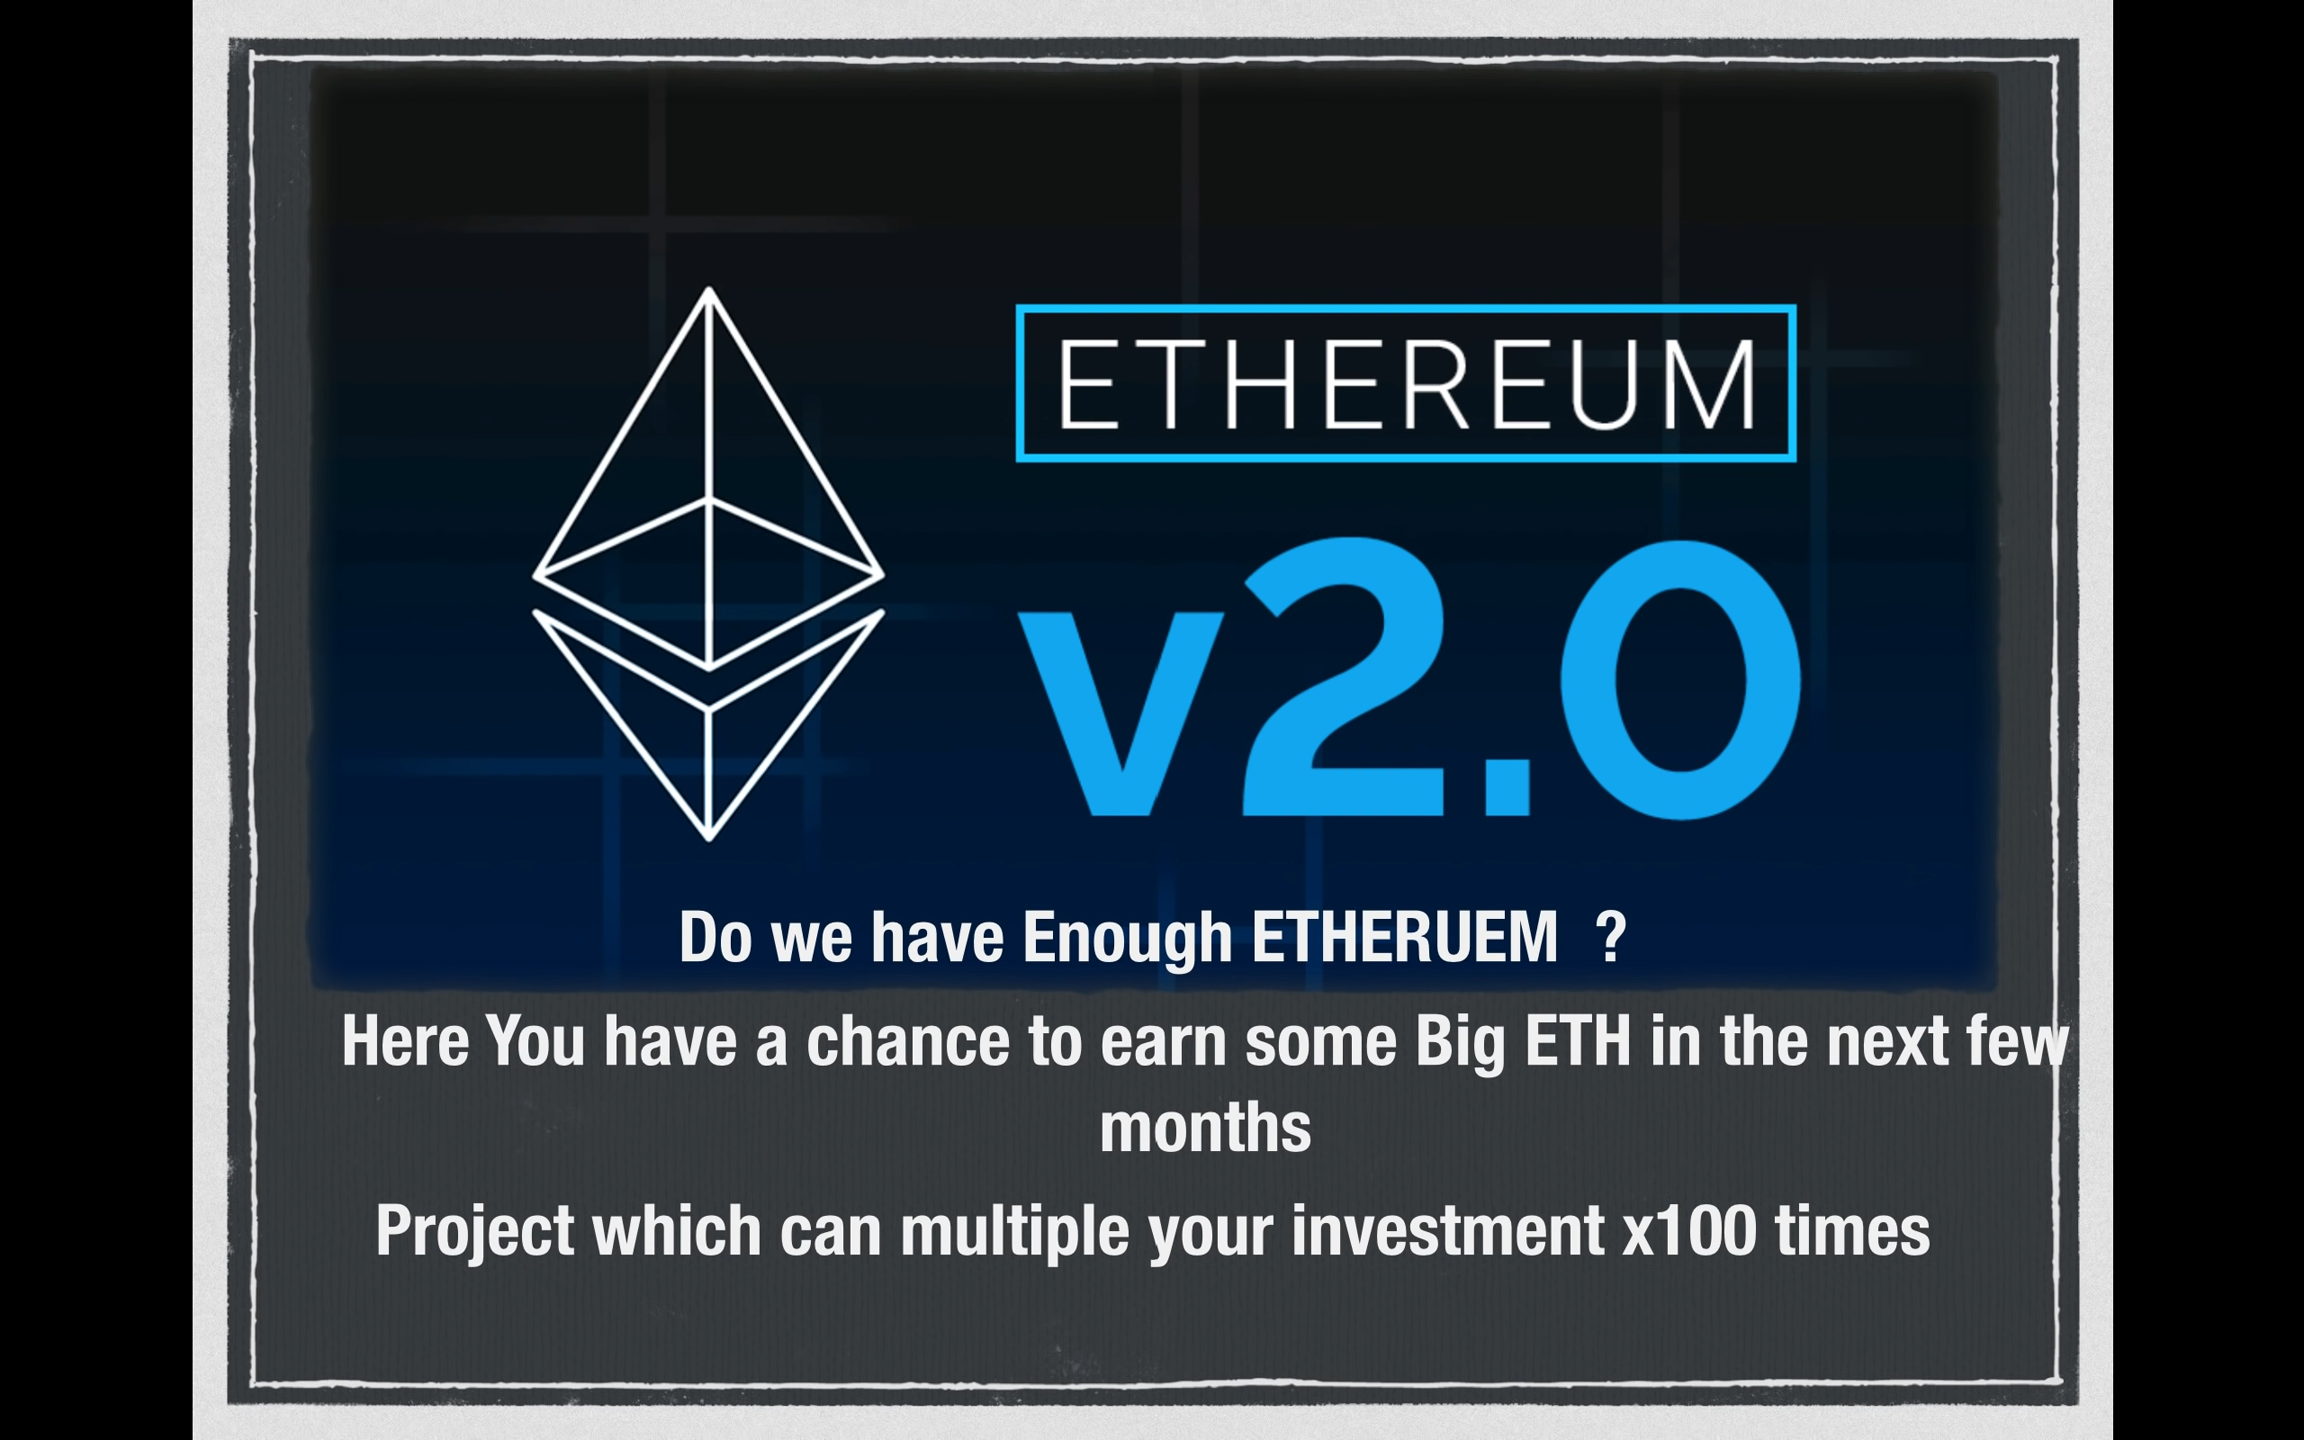 ETHEREUM
v2.0
Do we have Enough ETHERUEM  ?
Here You have a chance to earn some Big ETH in the next few
months
Project which can multiple your investment x100 times